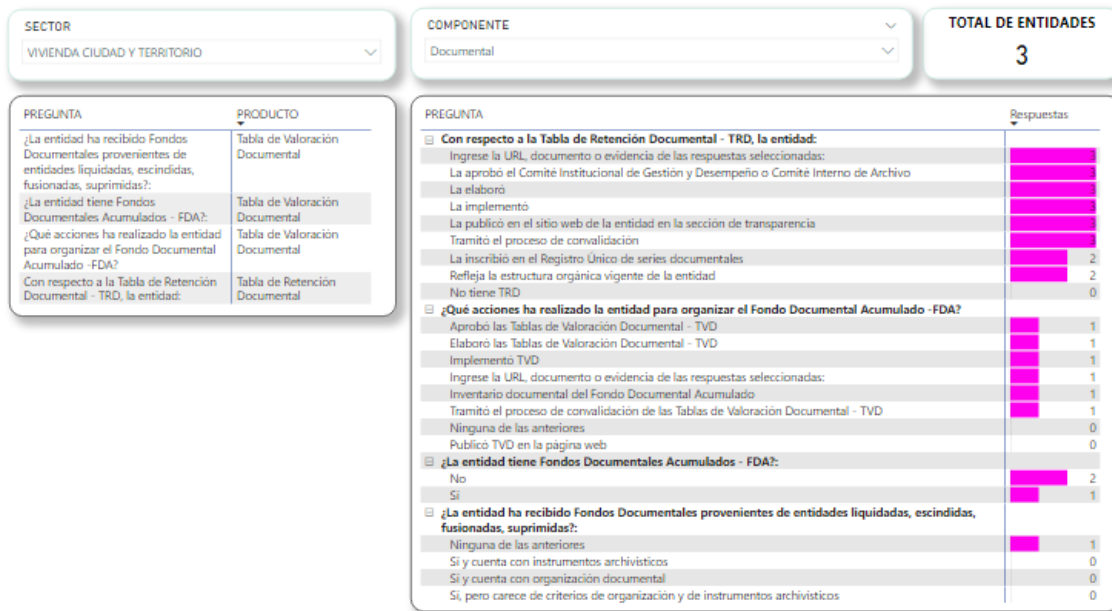 SECTOR
VIVIENDA CIUDAD Y TERRITORIO
COMPONENTE
Documental
TOTAL DE ENTIDADES
3
PREGUNTA PRODUCTO
¿La entidad ha recibido Fondos Tabla de Valoración
Documentales provenientes de Documental
entidades liquidadas, escindidas,
fusionadas, suprimidas?:
¿La entidad tiene Fondos Tabla de Valoración
Documentales Acumulados - FDA?: Documental
¿Qué acciones ha realizado la entidad Tabla de Valoración
para organizar el Fondo Documental Documental
Acumulado -FDA?
Con respecto a la Tabla de Retención Tabla de Retención
Documental - TRD, la entidad: Documental
PREGUNTA Respuestas
Con respecto a la Tabla de Retención Documental - TRD, la entidad:
Ingrese la URL, documento o evidencia de las respuestas seleccionadas: 3
La aprobó el Comité Institucional de Gestión y Desempeño o Comité Interno de Archivo 3
La elaboró 3
La implementó 3
La publicó en el sitio web de la entidad en la sección de transparencia 3
Tramitó el proceso de convalidación 3
La inscribió en el Registro Único de series documentales 2
Refleja la estructura orgánica vigente de la entidad 2
No tiene TRD 0
¿Qué acciones ha realizado la entidad para organizar el Fondo Documental Acumulado -FDA?
Aprobó las Tablas de Valoración Documental - TVD 1
Elaboró las Tablas de Valoración Documental - TVD 1
Implementó TVD 1
Ingrese la URL, documento o evidencia de las respuestas seleccionadas: 1
Inventario documental del Fondo Documental Acumulado 1
Tramitó el proceso de convalidación de las Tablas de Valoración Documental - TVD 1
Ninguna de las anteriores 0
Publicó TVD en la página web 0
¿La entidad tiene Fondos Documentales Acumulados - FDA?:
No 2
Sí 1
¿La entidad ha recibido Fondos Documentales provenientes de entidades liquidadas, escindidas,
fusionadas, suprimidas?:
Ninguna de las anteriores 1
Sí y cuenta con instrumentos archivísticos 0
Sí y cuenta con organización documental 0
Sí, pero carece de criterios de organización y de instrumentos archivísticos 0